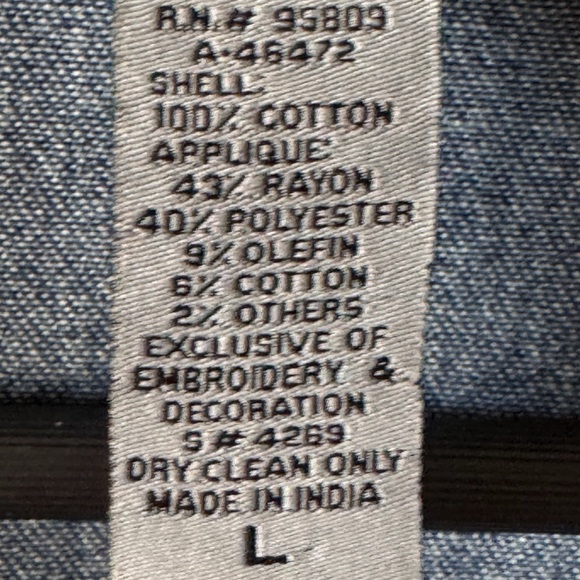 R.N.# 95809
A-46472
SHELL:
100% COTTON
APPLIQUE:
43% RAYON
40% POLYESTER
9% OLEFIN
6% COTTON
2% OTHERS
EXCLUSIVE OF
EMBROIDERY &
DECORATION
S# 4269
DRY CLEAN ONLY
MADE IN INDIA
L